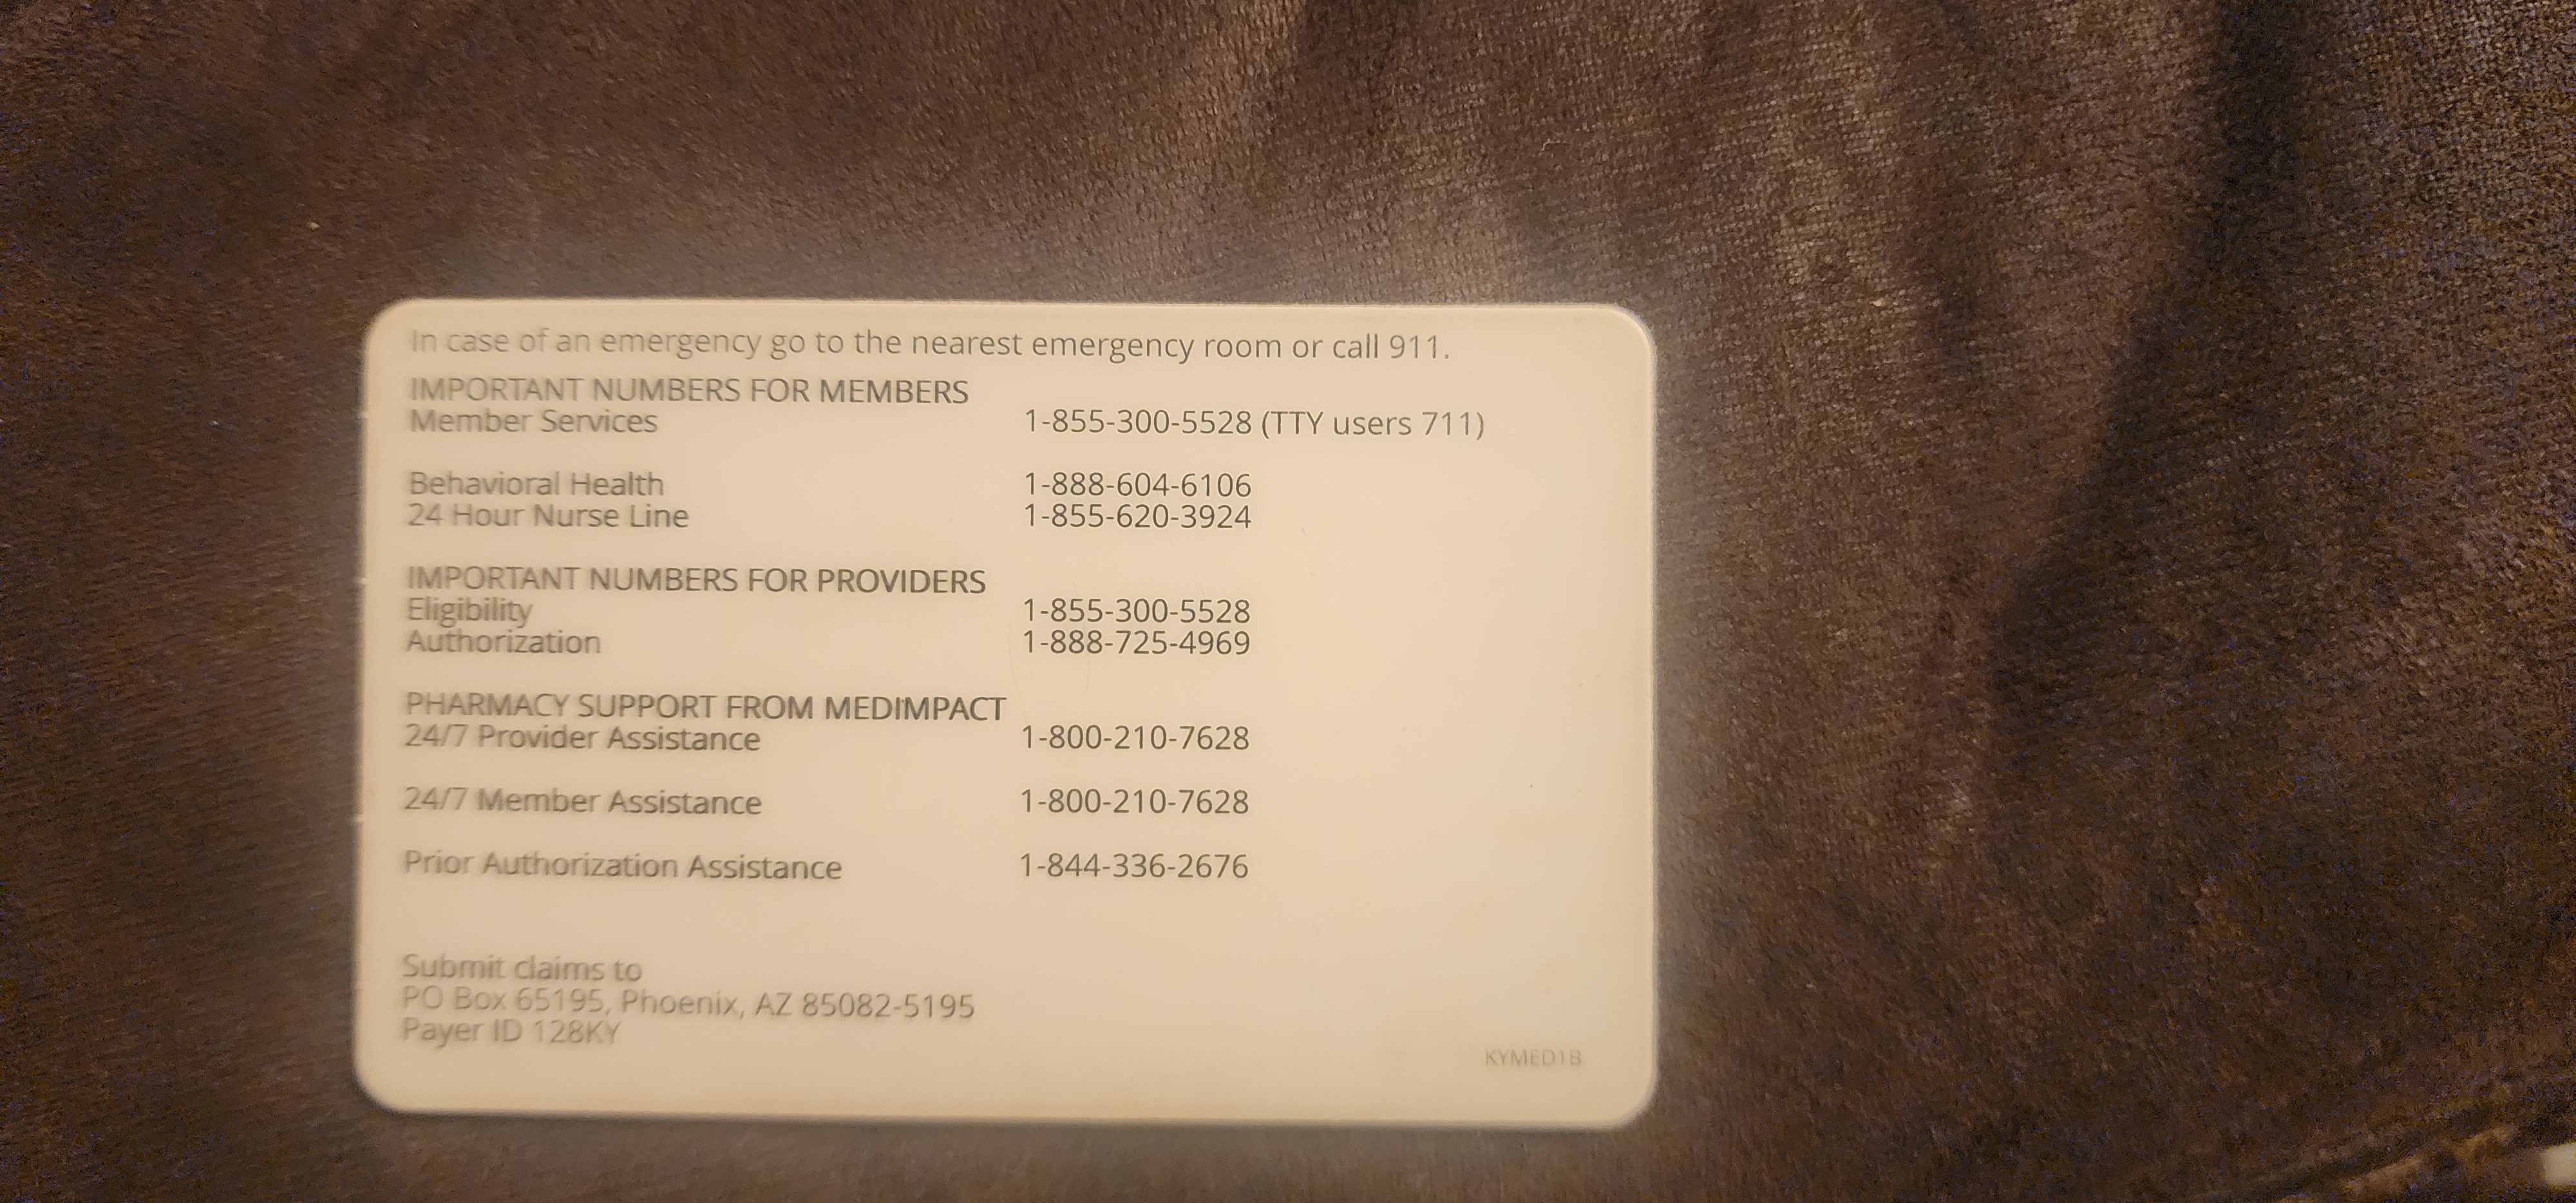 In case of an emergency go to the nearest emergency room or call 911.
IMPORTANT NUMBERS FOR MEMBERS
Member Services 1-855-300-5528 (TTY users 711)
Behavioral Health 1-888-604-6106
24 Hour Nurse Line 1-855-620-3924
IMPORTANT NUMBERS FOR PROVIDERS
Eligibility 1-855-300-5528
Authorization 1-888-725-4969
PHARMACY SUPPORT FROM MEDIMPACT
24/7 Provider Assistance 1-800-210-7628
24/7 Member Assistance 1-800-210-7628
Prior Authorization Assistance 1-844-336-2676
Submit claims to
PO Box 65195, Phoenix, AZ 85082-5195
Payer ID 128KY
KYMED1B